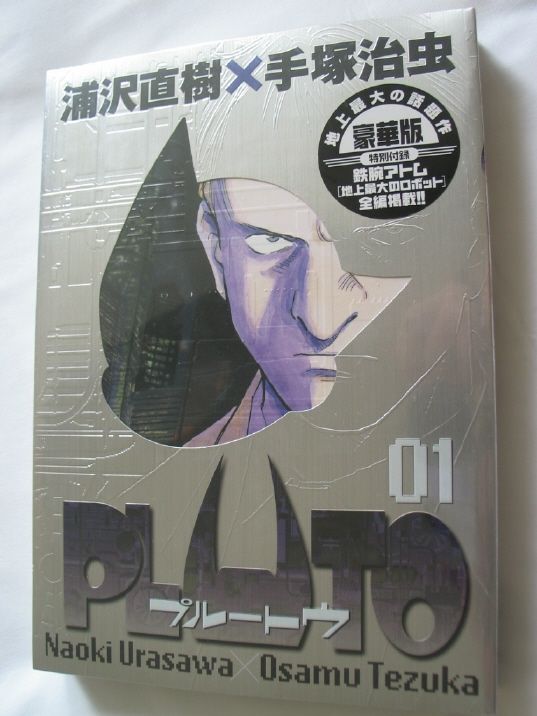 浦沢直樹×手塚治虫
地上最大の話題作
豪華版
特別付録
鉄腕アトム
[地上最大のロボット]
全編掲載!!
01
PLUTO
プルートウ
Naoki Urasawa × Osamu Tezuka